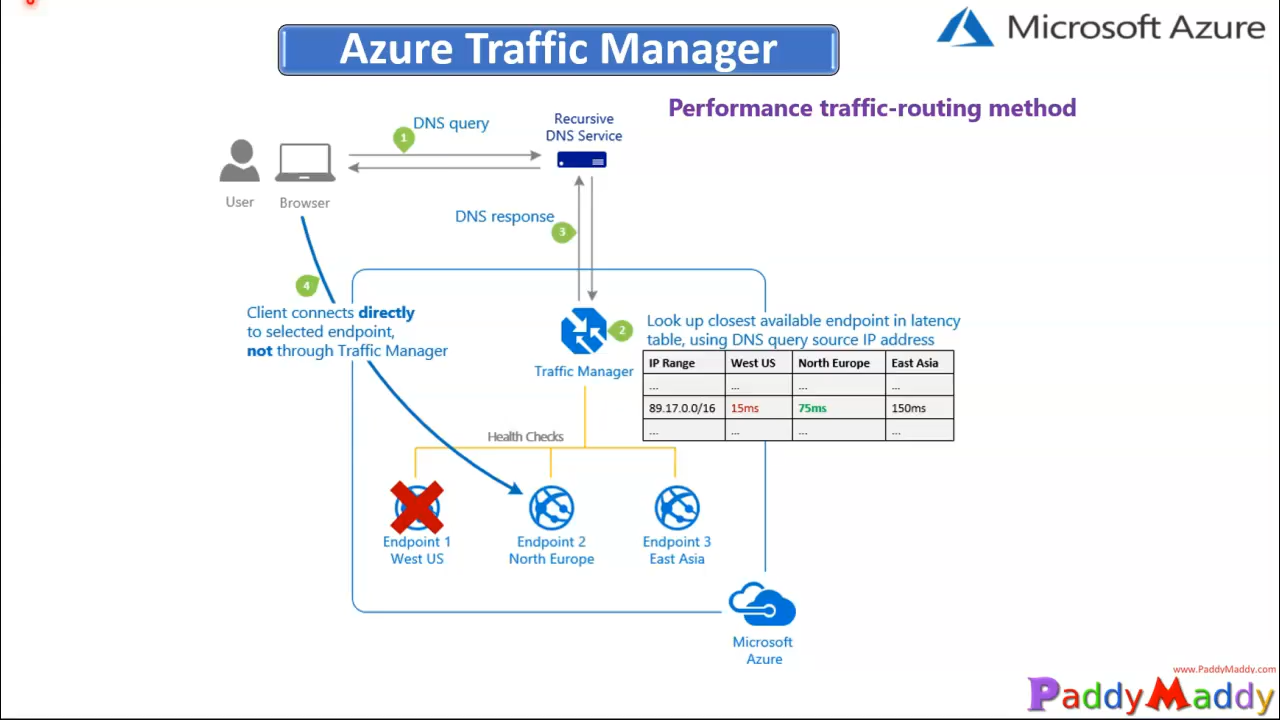 Azure Traffic Manager
Microsoft Azure
Performance traffic-routing method
1
DNS query
Recursive
DNS Service
User
Browser
DNS response
3
4
Client connects directly
to selected endpoint,
not through Traffic Manager
2
Look up closest available endpoint in latency
table, using DNS query source IP address
Traffic Manager
IP Range West US North Europe East Asia
... ... ... ...
89.17.0.0/16 15ms 75ms 150ms
... ... ... ...
Health Checks
Endpoint 1
West US
Endpoint 2
North Europe
Endpoint 3
East Asia
Microsoft
Azure
www.PaddyMaddy.com
PaddyMaddy